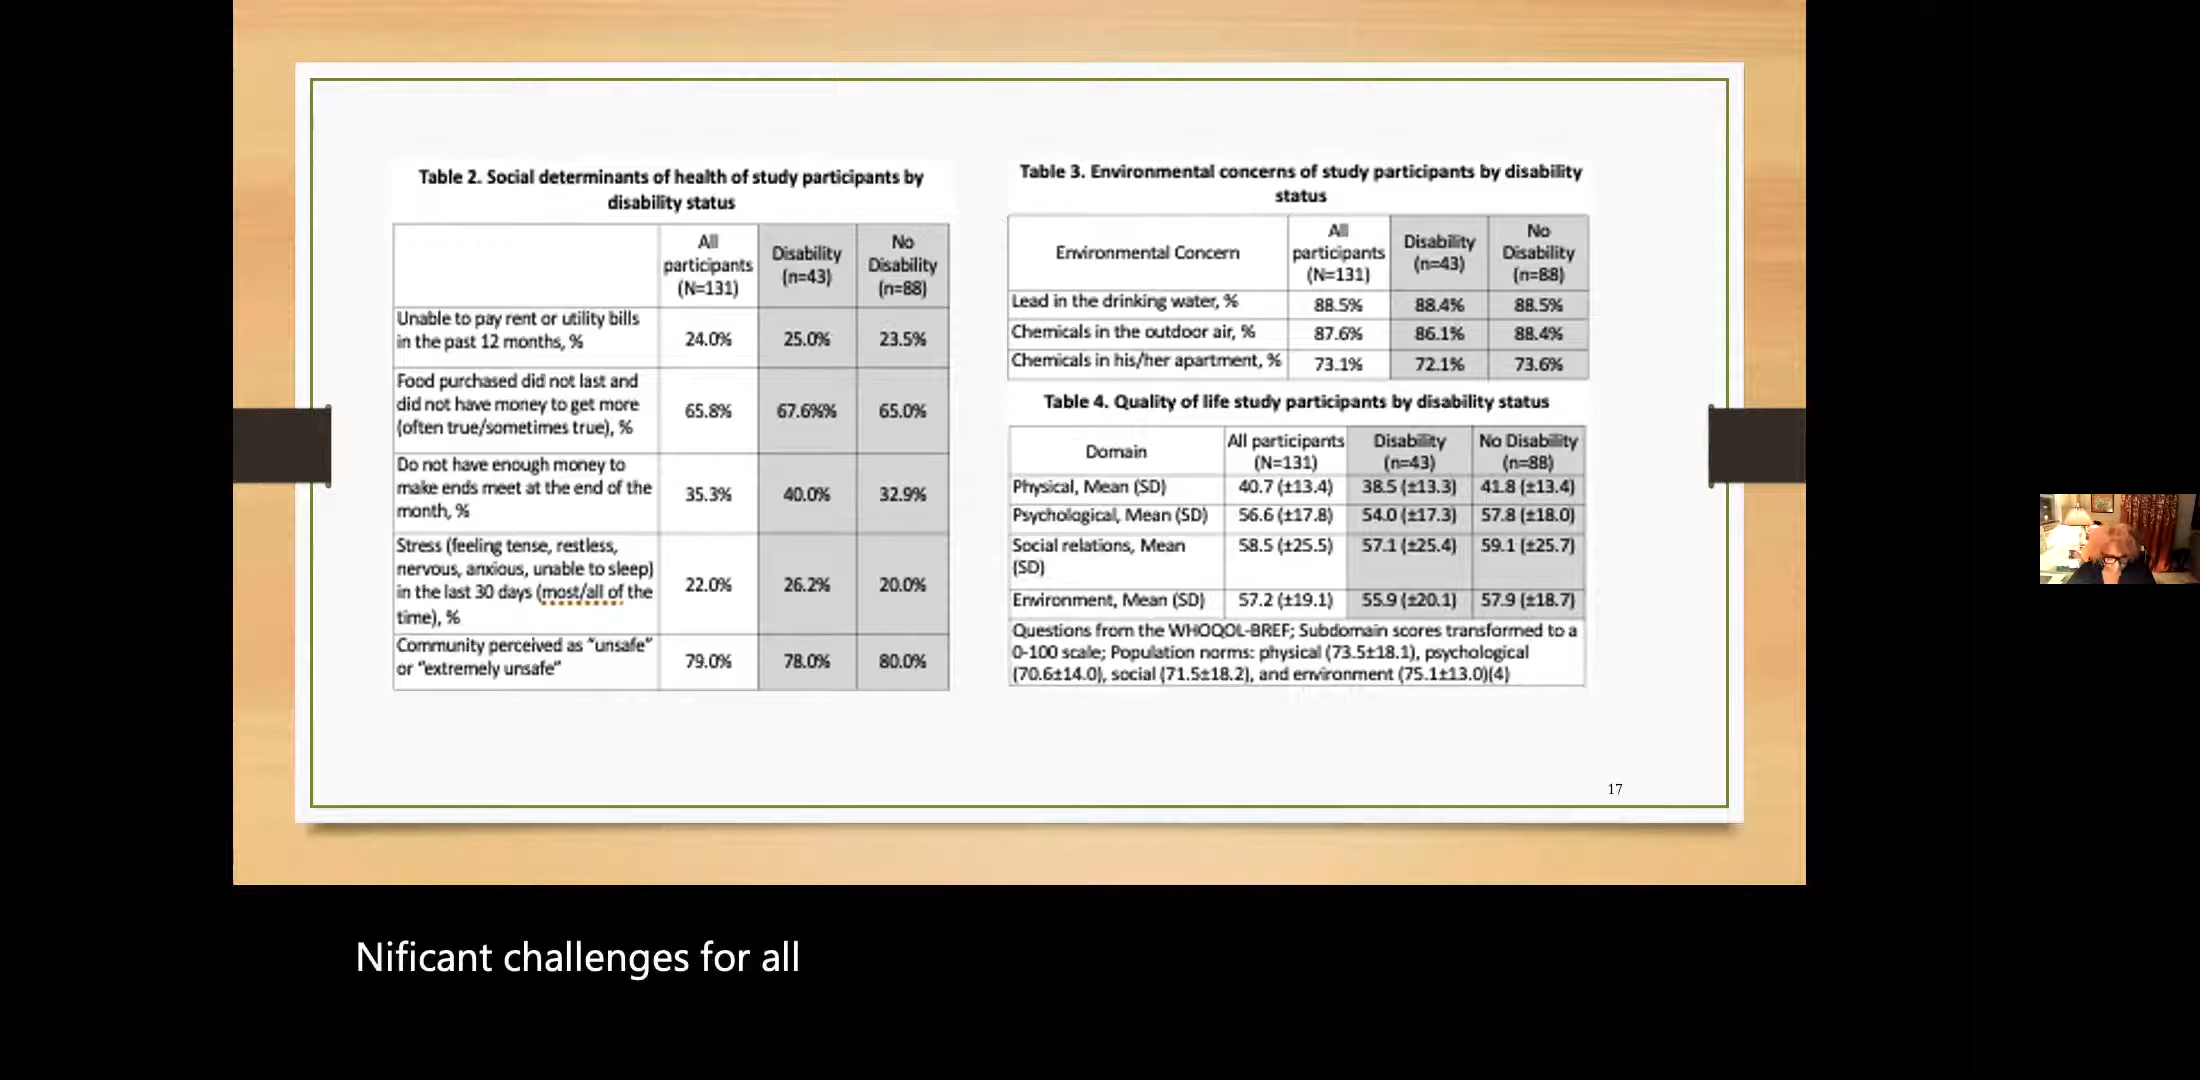 Table 2. Social determinants of health of study participants by
disability status
All
participants
(N=131)
Disability
(n=43)
No
Disability
(n=88)
Unable to pay rent or utility bills
in the past 12 months, %
24.0%
25.0%
23.5%
Food purchased did not last and
did not have money to get more
(often true/sometimes true), %
65.8%
67.6%%
65.0%
Do not have enough money to
make ends meet at the end of the
month, %
35.3%
40.0%
32.9%
Stress (feeling tense, restless,
nervous, anxious, unable to sleep)
in the last 30 days (most/all of the
time), %
22.0%
26.2%
20.0%
Community perceived as "unsafe"
or "extremely unsafe"
79.0%
78.0%
80.0%
Table 3. Environmental concerns of study participants by disability
status
Environmental Concern
All
participants
(N=131)
Disability
(n=43)
No
Disability
(n=88)
Lead in the drinking water, %
88.5%
88.4%
88.5%
Chemicals in the outdoor air, %
87.6%
86.1%
88.4%
Chemicals in his/her apartment, %
73.1%
72.1%
73.6%
Table 4. Quality of life study participants by disability status
Domain
All participants
(N=131)
Disability
(n=43)
No Disability
(n=88)
Physical, Mean (SD)
40.7 (±13.4)
38.5 (±13.3)
41.8 (±13.4)
Psychological, Mean (SD)
56.6 (±17.8)
54.0 (±17.3)
57.8 (±18.0)
Social relations, Mean
(SD)
58.5 (±25.5)
57.1 (±25.4)
59.1 (±25.7)
Environment, Mean (SD)
57.2 (±19.1)
55.9 (±20.1)
57.9 (±18.7)
Questions from the WHOQOL-BREF; Subdomain scores transformed to a
0-100 scale; Population norms: physical (73.5±18.1), psychological
(70.6±14.0), social (71.5±18.2), and environment (75.1±13.0)(4)
17
Nificant challenges for all